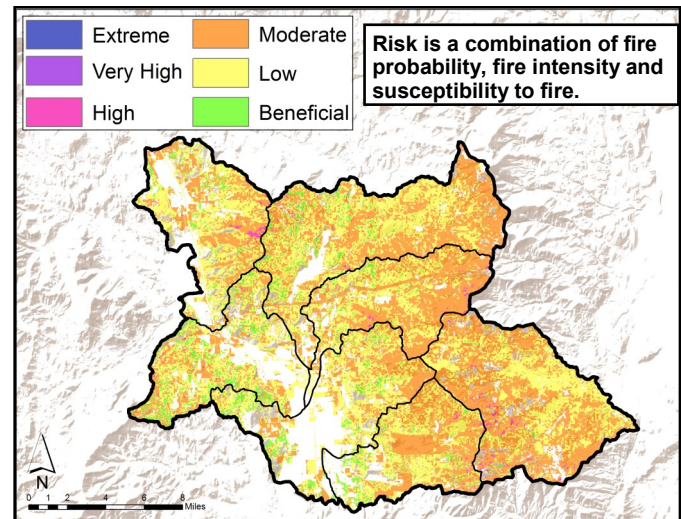 Extreme
Very High
High
Moderate
Low
Beneficial
Risk is a combination of fire
probability, fire intensity and
susceptibility to fire.
N
0 1 2 4 6 8
Miles